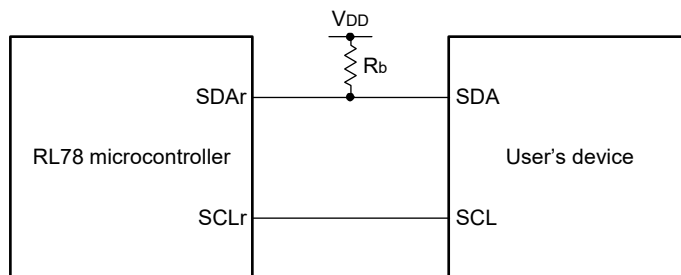 VDD
Rb
SDAr
SDA
RL78 microcontroller
User’s device
SCLr
SCL